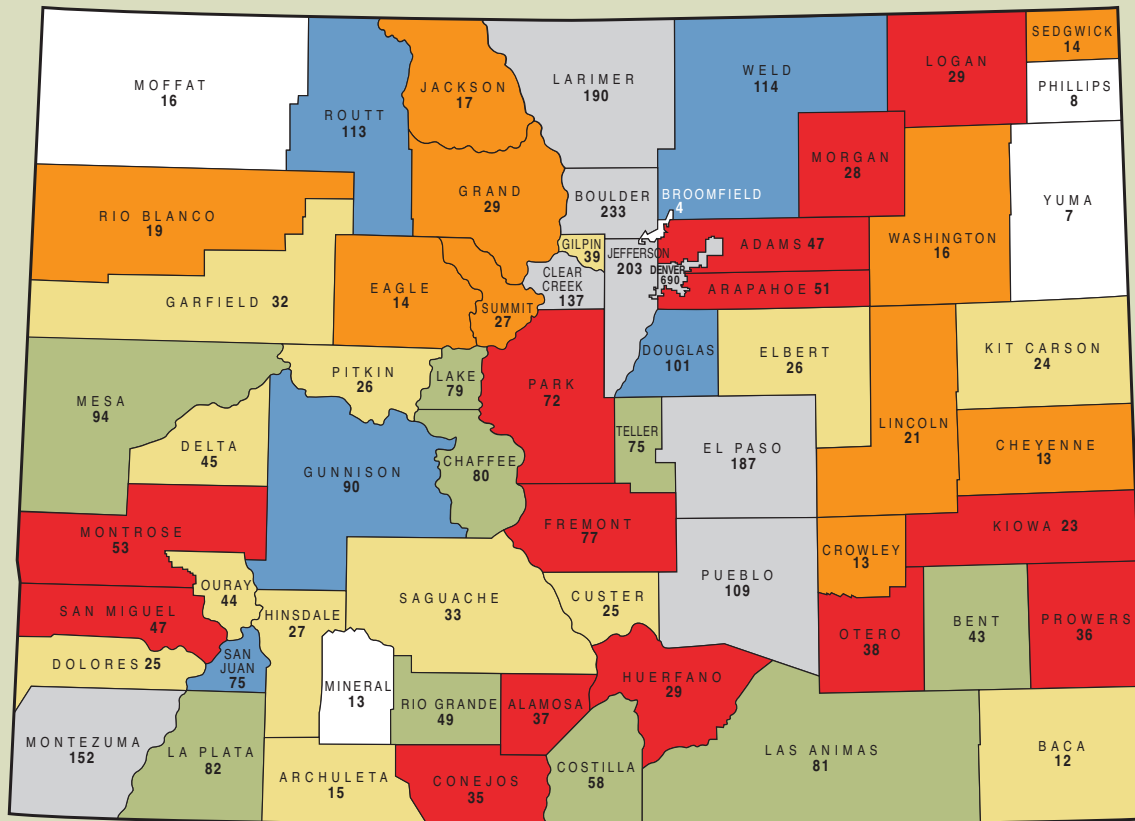 MOFFAT
16
ROUTT
113
JACKSON
17
LARIMER
190
WELD
114
LOGAN
29
SEDGWICK
14
PHILLIPS
8
MORGAN
28
YUMA
7
RIO BLANCO
19
GRAND
29
BOULDER
233
BROOMFIELD
4
GILPIN
39
JEFFERSON
203
ADAMS 47
WASHINGTON
16
CLEAR
CREEK
137
DENVER
690
ARAPAHOE 51
GARFIELD 32
EAGLE
14
SUMMIT
27
DOUGLAS
101
ELBERT
26
KIT CARSON
24
PITKIN
26
LAKE
79
PARK
72
MESA
94
DELTA
45
GUNNISON
90
CHAFFEE
80
TELLER
75
EL PASO
187
LINCOLN
21
CHEYENNE
13
MONTROSE
53
FREMONT
77
KIOWA 23
CROWLEY
13
OURAY
44
PUEBLO
109
SAN MIGUEL
47
HINSDALE
27
SAGUACHE
33
CUSTER
25
OTERO
38
BENT
43
PROWERS
36
DOLORES 25
SAN
JUAN
75
MINERAL
13
RIO GRANDE
49
ALAMOSA
37
HUERFANO
29
MONTEZUMA
152
LA PLATA
82
ARCHULETA
15
CONEJOS
35
COSTILLA
58
LAS ANIMAS
81
BACA
12